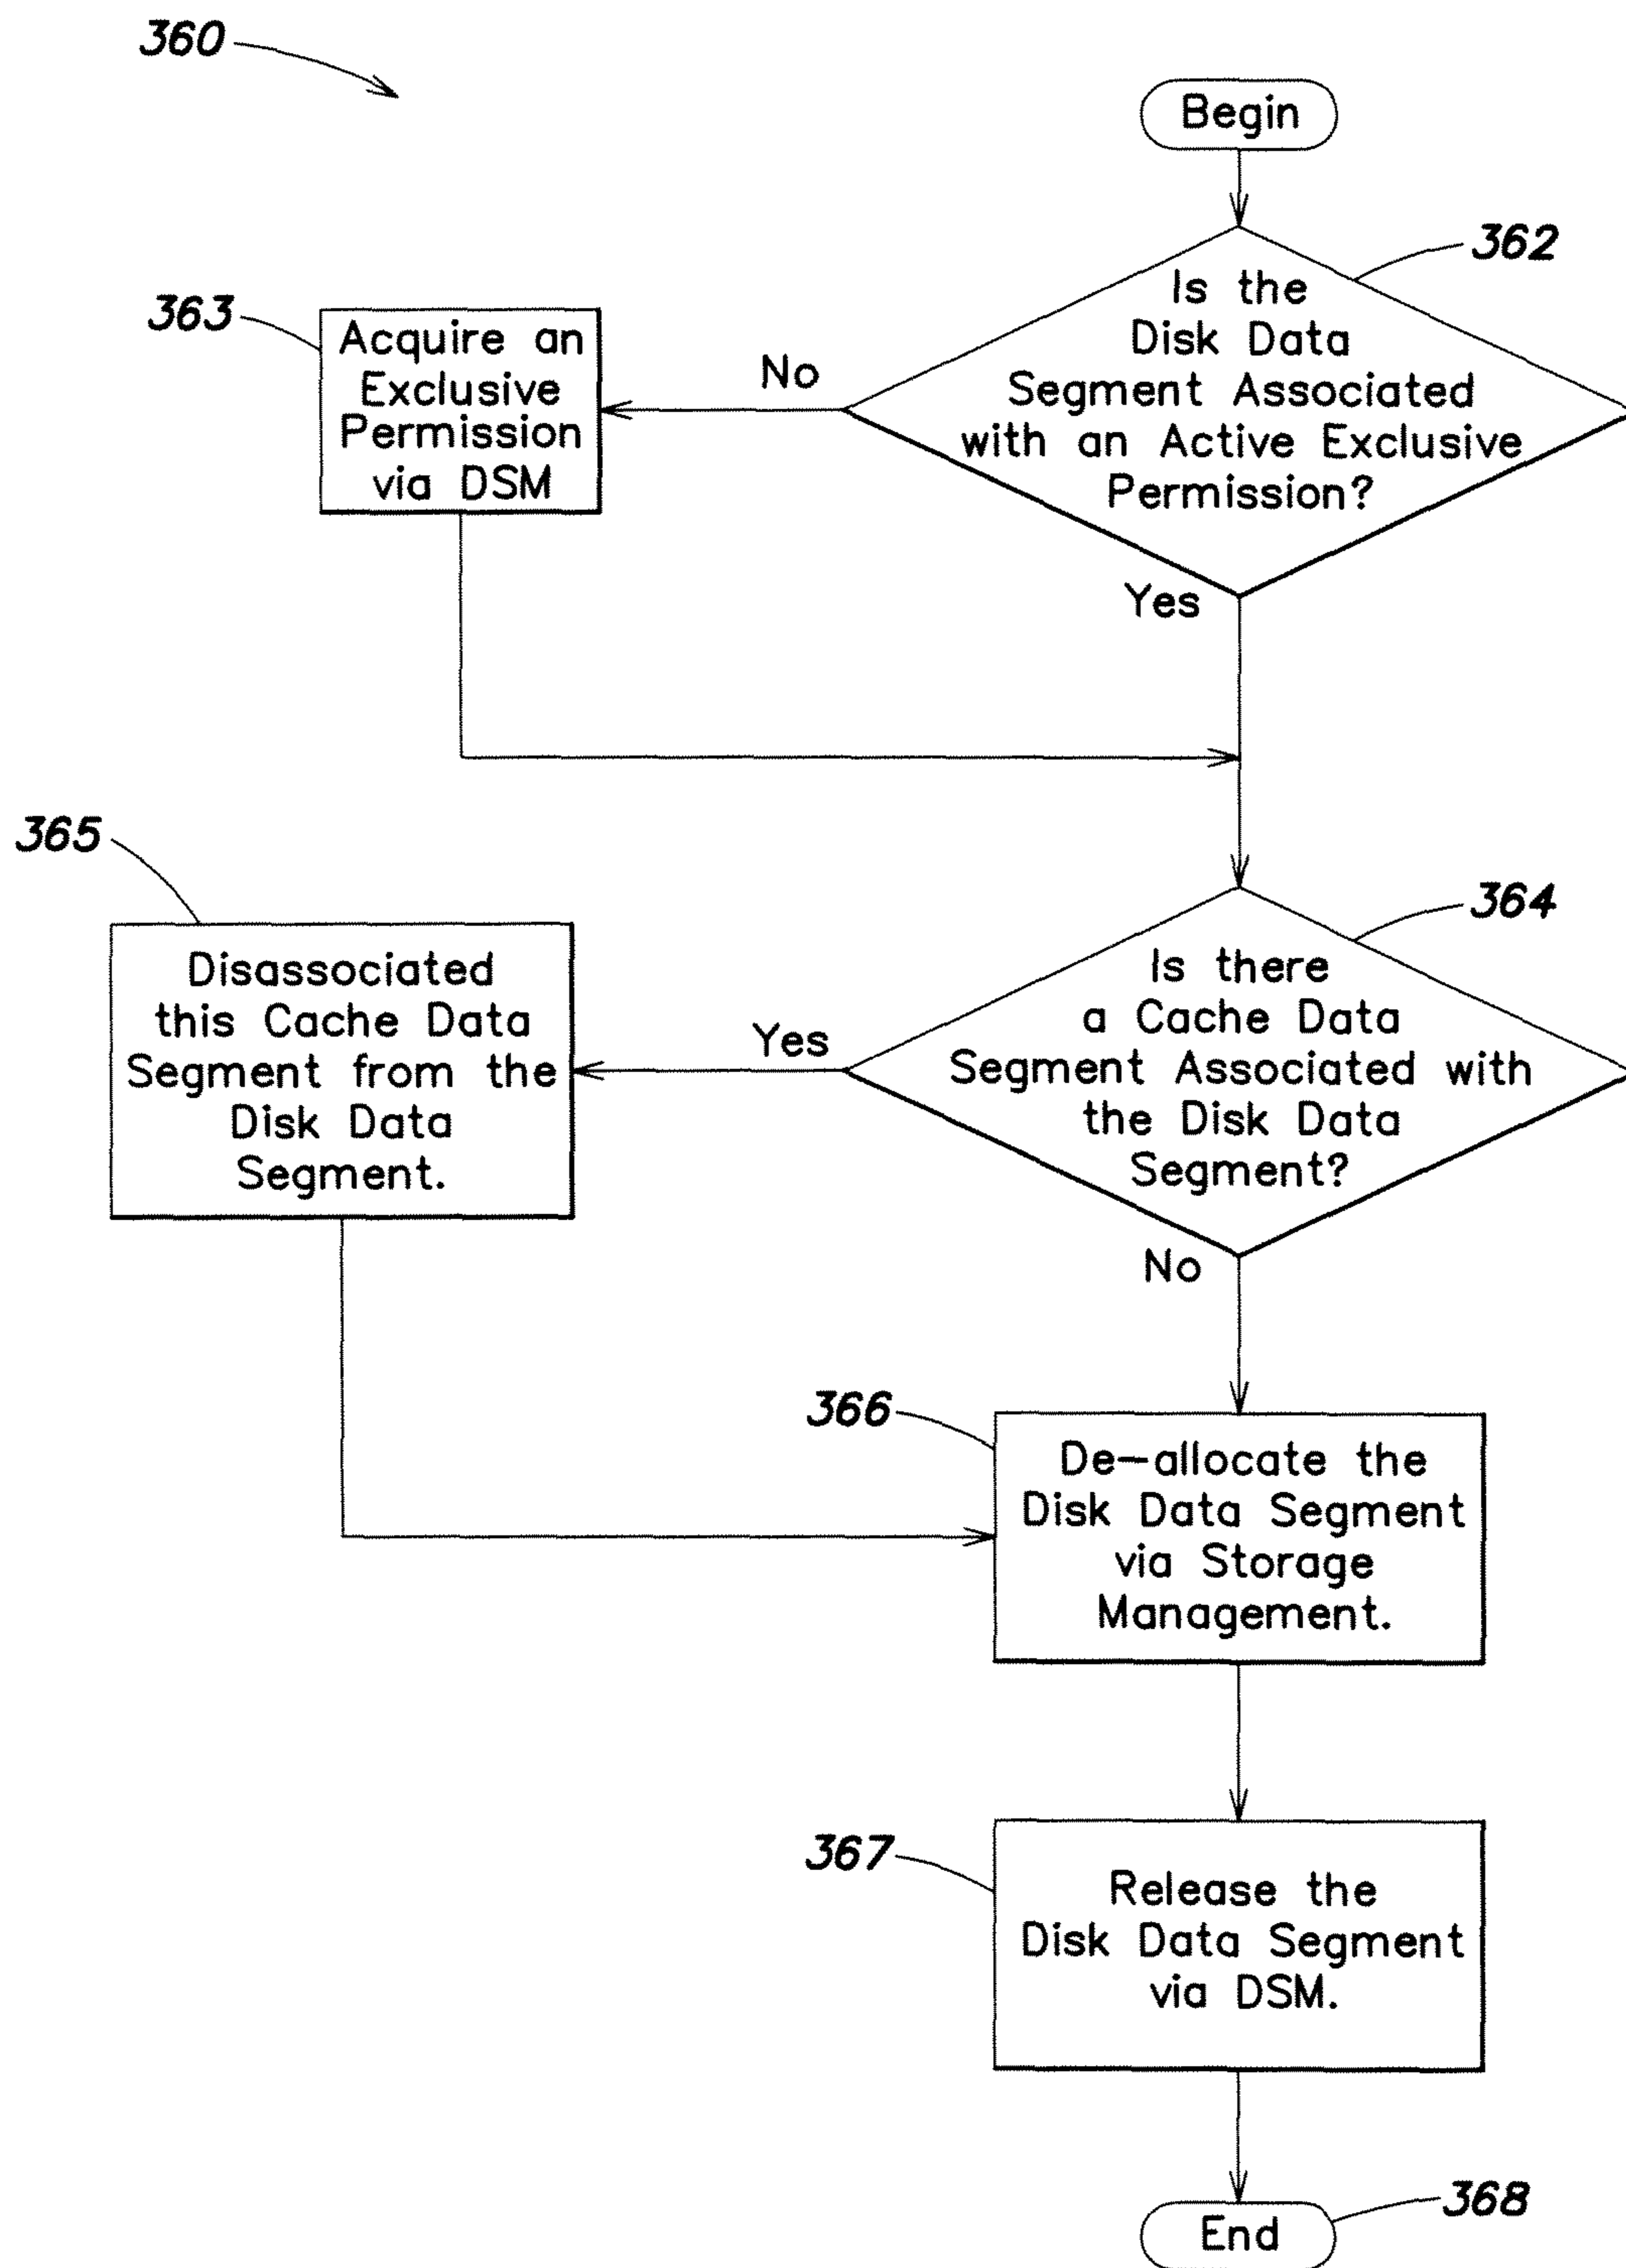 360
Begin
362
Is the
Disk Data
Segment Associated
with an Active Exclusive
Permission?
No
Yes
363
Acquire an
Exclusive
Permission
via DSM
364
Is there
a Cache Data
Segment Associated with
the Disk Data
Segment?
Yes
No
365
Disassociated
this Cache Data
Segment from the
Disk Data
Segment.
366
De-allocate the
Disk Data Segment
via Storage
Management.
367
Release the
Disk Data Segment
via DSM.
368
End